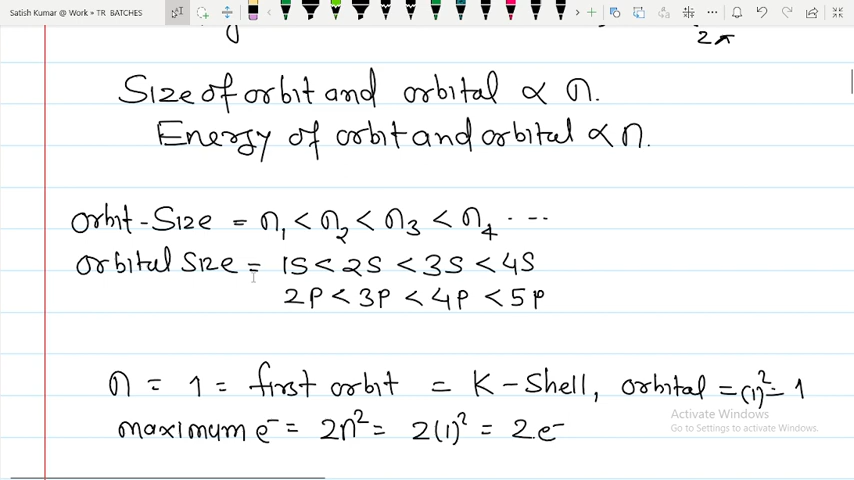 Satish Kumar @ Work » TR BATCHES
2π
Size of orbit and orbital ∝ n.
Energy of orbit and orbital ∝ n.
orbit-Size = n₁ < n₂ < n₃ < n₄ ·--
orbital Size = 1S < 2S < 3S < 4S
2P < 3P < 4P < 5P
n = 1 = first orbit = K-Shell, orbital = (1)² = 1
maximum e⁻ = 2n² = 2(1)² = 2e⁻
Activate Windows
Go to Settings to activate Windows.